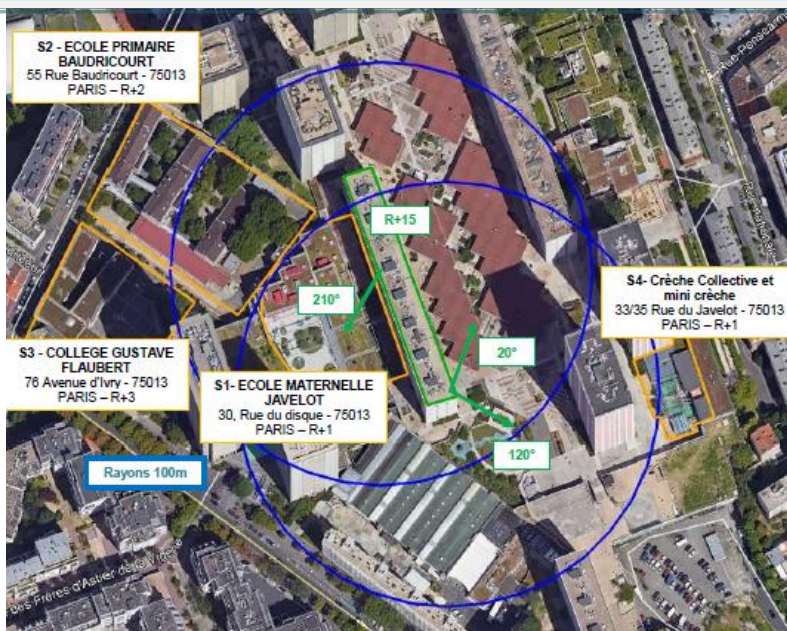 S2 - ECOLE PRIMAIRE
BAUDRICOURT
55 Rue Baudricourt - 75013
PARIS – R+2
R+15
210°
20°
120°
S4- Crèche Collective et
mini crèche
33/35 Rue du Javelot - 75013
PARIS – R+1
S3 - COLLEGE GUSTAVE
FLAUBERT
76 Avenue d'Ivry - 75013
PARIS – R+3
S1- ECOLE MATERNELLE
JAVELOT
30, Rue du disque - 75013
PARIS – R+1
Rayons 100m